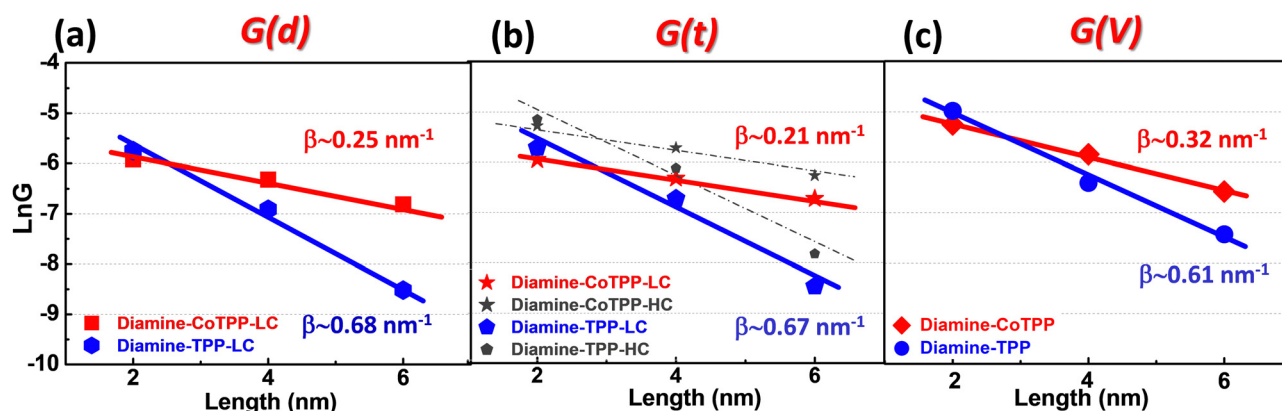 (a)
G(d)
(b)
G(t)
(c)
G(V)
-4
-5
-6
-7
-8
-9
-10
LnG
β~0.25 nm-1
β~0.68 nm-1
Diamine-CoTPP-LC
Diamine-TPP-LC
2
4
6
Length (nm)
β~0.21 nm-1
β~0.67 nm-1
Diamine-CoTPP-LC
Diamine-CoTPP-HC
Diamine-TPP-LC
Diamine-TPP-HC
2
4
6
Length (nm)
β~0.32 nm-1
β~0.61 nm-1
Diamine-CoTPP
Diamine-TPP
2
4
6
Length (nm)